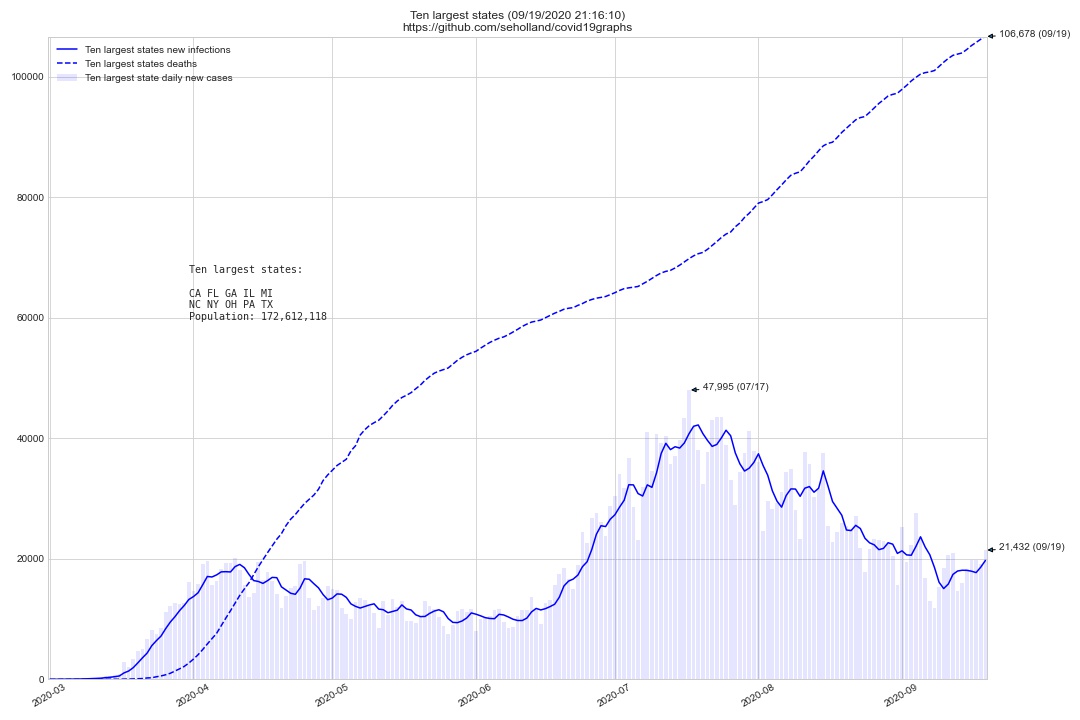 Ten largest states (09/19/2020 21:16:10)
https://github.com/seholland/covid19graphs
Ten largest states new infections
Ten largest states deaths
Ten largest state daily new cases
106,678 (09/19)
100000
80000
Ten largest states:
CA FL GA IL MI
NC NY OH PA TX
Population: 172,612,118
60000
47,995 (07/17)
40000
21,432 (09/19)
20000
0
2020-03
2020-04
2020-05
2020-06
2020-07
2020-08
2020-09